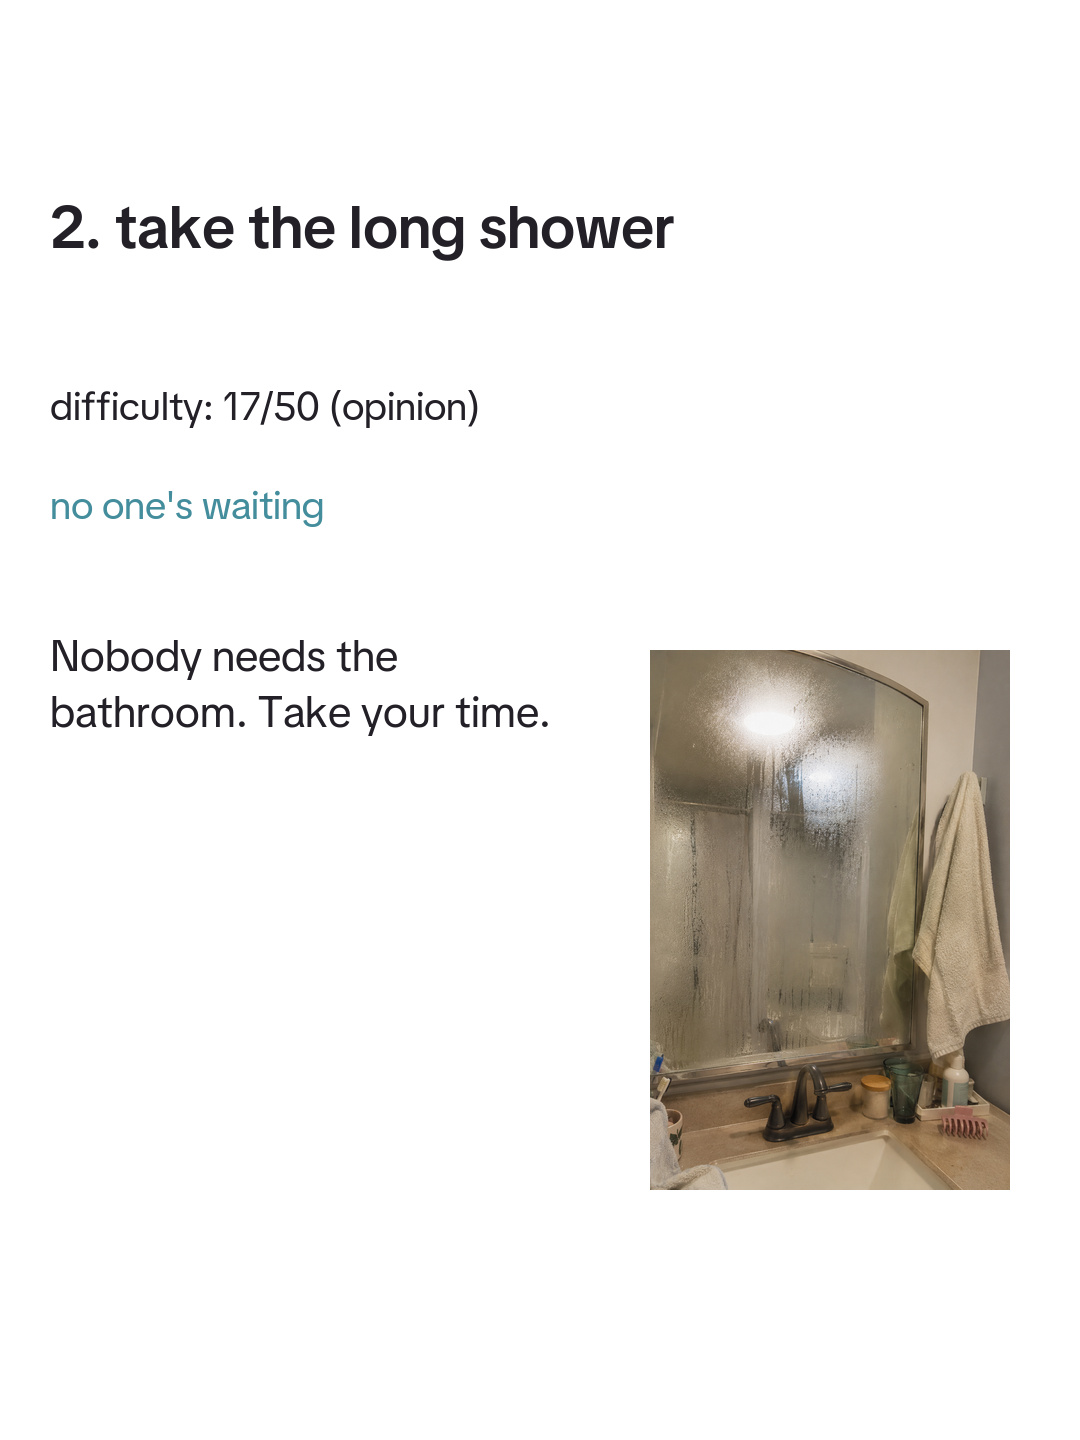 2. take the long shower
difficulty: 17/50 (opinion)
no one's waiting
Nobody needs the
bathroom. Take your time.